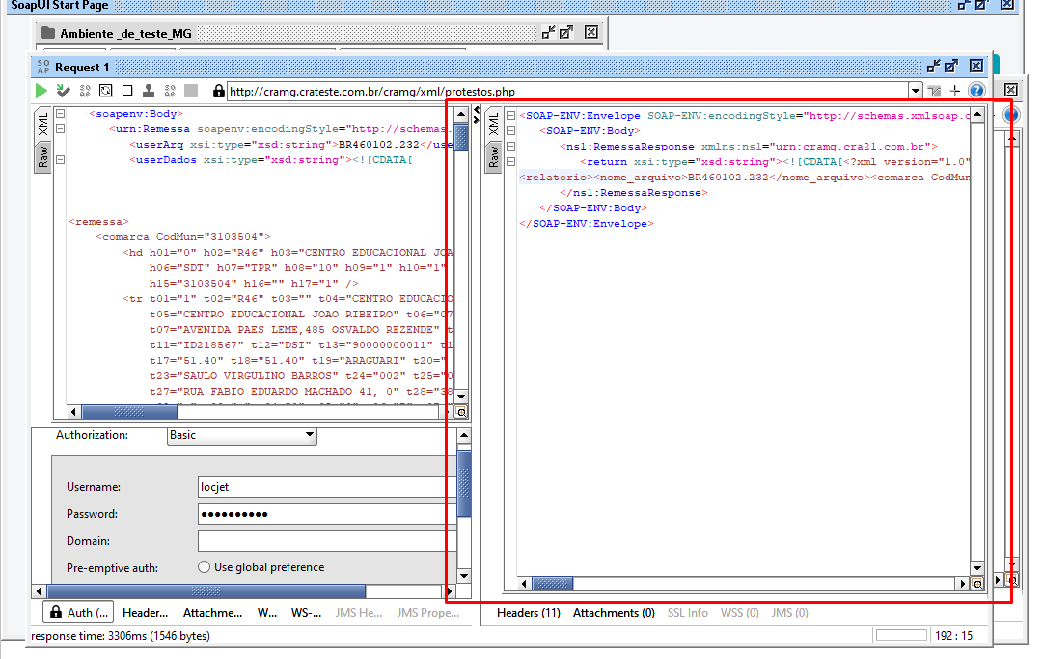 SoapUI Start Page
Ambiente _de_teste_MG
SO AP Request 1
http://cramg.crateste.com.br/cramg/xml/protestos.php
XML
Raw
<soapenv:Body>
<urn:Remessa soapenv:encodingStyle="http://schemas.
<userArq xsi:type="xsd:string">BR460102.232</use
<userDados xsi:type="xsd:string"><![CDATA[
<remessa>
<comarca CodMun="3103504">
<hd h01="0" h02="R46" h03="CENTRO EDUCACIONAL JOA
h06="SDT" h07="TPR" h08="10" h09="1" h10="1"
h15="3103504" h16="" h17="1" />
<tr t01="1" t02="R46" t03="" t04="CENTRO EDUCACIO
t05="CENTRO EDUCACIONAL JOAO RIBEIRO" t06="07
t07="AVENIDA PAES LEME,485 OSVALDO REZENDE" t
t11="ID218567" t12="DSI" t13="90000000011" t1
t17="51.40" t18="51.40" t19="ARAGUARI" t20="
t23="SAULO VIRGULINO BARROS" t24="002" t25="0
t27="RUA FABIO EDUARDO MACHADO 41, 0" t28="38
XML
Raw
<SOAP-ENV:Envelope SOAP-ENV:encodingStyle="http://schemas.xmlsoap.o
<SOAP-ENV:Body>
<ns1:RemessaResponse xmlns:ns1="urn:cramg.cra21.com.br">
<return xsi:type="xsd:string"><![CDATA[<?xml version="1.0"
<relatorio><nome_arquivo>BR460102.232</nome_arquivo><comarca CodMun
</ns1:RemessaResponse>
</SOAP-ENV:Body>
</SOAP-ENV:Envelope>
Authorization: Basic
Username: locjet
Password: ●●●●●●●●●●
Domain:
Pre-emptive auth: Use global preference
Auth (... Header... Attachme... W... WS-... JMS He... JMS Prope...
Headers (11) Attachments (0) SSL Info WSS (0) JMS (0)
response time: 3306ms (1546 bytes)
192 : 15